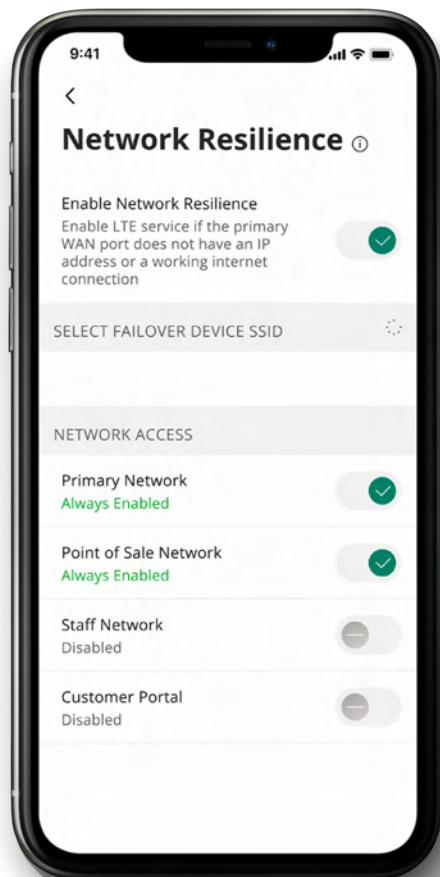 9:41
Network Resilience
Enable Network Resilience
Enable LTE service if the primary
WAN port does not have an IP
address or a working internet
connection
SELECT FAILOVER DEVICE SSID
NETWORK ACCESS
Primary Network
Always Enabled
Point of Sale Network
Always Enabled
Staff Network
Disabled
Customer Portal
Disabled